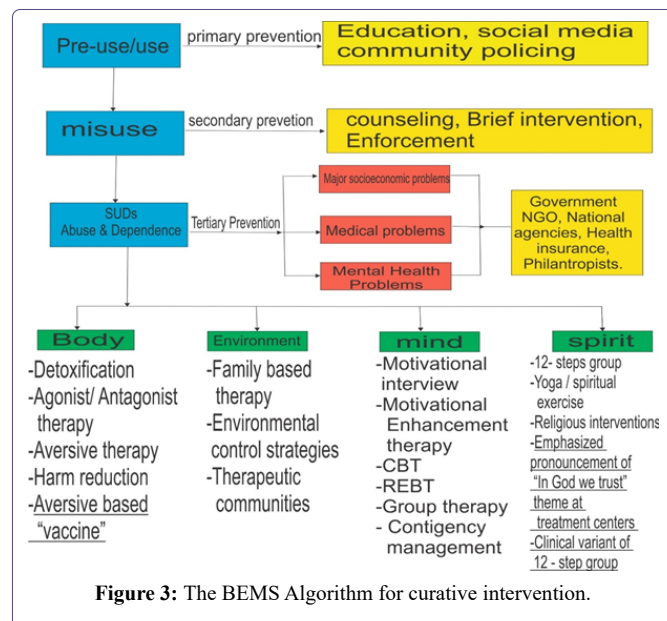 Pre-use/use
primary prevention
Education, social media
community policing
misuse
secondary prevetion
counseling, Brief intervention,
Enforcement
SUDs
Abuse & Dependence
Tertiary Prevention
Major socioeconomic problems
Medical problems
Mental Health
Problems
Government
NGO, National
agencies, Health
insurance,
Philantropists.
Body
-Detoxification
-Agonist/ Antagonist
therapy
-Aversive therapy
-Harm reduction
-Aversive based
"vaccine"
Environment
-Family based
therapy
-Environmental
control strategies
-Therapeutic
communities
mind
-Motivational
interview
-Motivational
Enhancement
therapy
-CBT
-REBT
-Group therapy
- Contigency
management
spirit
-12- steps group
-Yoga / spiritual
exercise
-Religious interventions
-Emphasized
pronouncement of
"In God we trust"
theme at
treatment centers
-Clinical variant of
12 - step group
Figure 3: The BEMS Algorithm for curative intervention.